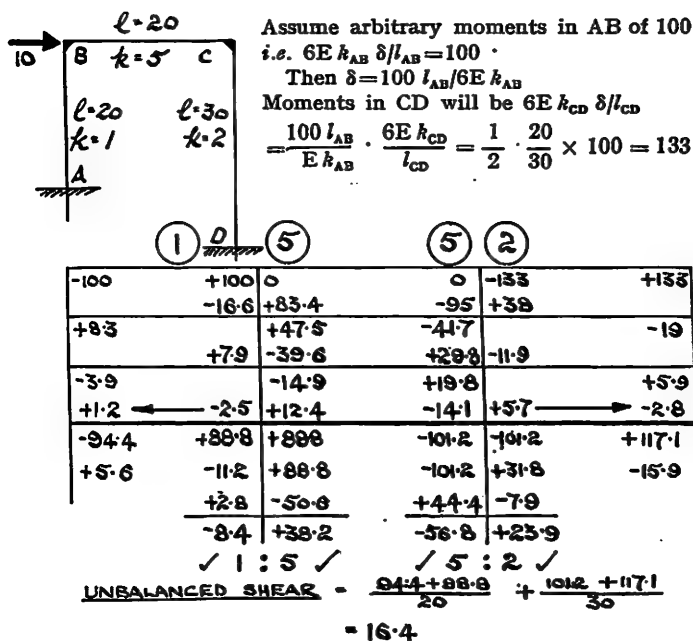 l=20
10
B k=5 C
l=20 l=30
k=1 k=2
A
D
Assume arbitrary moments in AB of 100
i.e. 6E k_AB δ/l_AB=100
Then δ=100 l_AB/6E k_AB
Moments in CD will be 6E k_CD δ/l_CD
= 100 l_AB / E k_AB · 6E k_CD / l_CD = 1/2 · 20/30 × 100 = 133
1 5 5 2
-100 +100 0 0 -133 +133
-16.6 +83.4 -95 +38
+8.3 +47.5 -41.7 -19
+7.9 -39.6 +29.8 -11.9
-3.9 -14.9 +19.8 +5.9
+1.2 -2.5 +12.4 -14.1 +5.7 -2.8
-94.4 +88.8 +888 -101.2 -101.2 +117.1
+5.6 -11.2 +88.8 -101.2 +31.8 -15.9
+2.8 -50.6 +44.4 -7.9
-8.4 +38.2 -56.8 +23.9
✓ 1 : 5 ✓ ✓ 5 : 2 ✓
UNBALANCED SHEAR = 94.4+88.8 / 20 + 101.2 +117.1 / 30
= 16.4